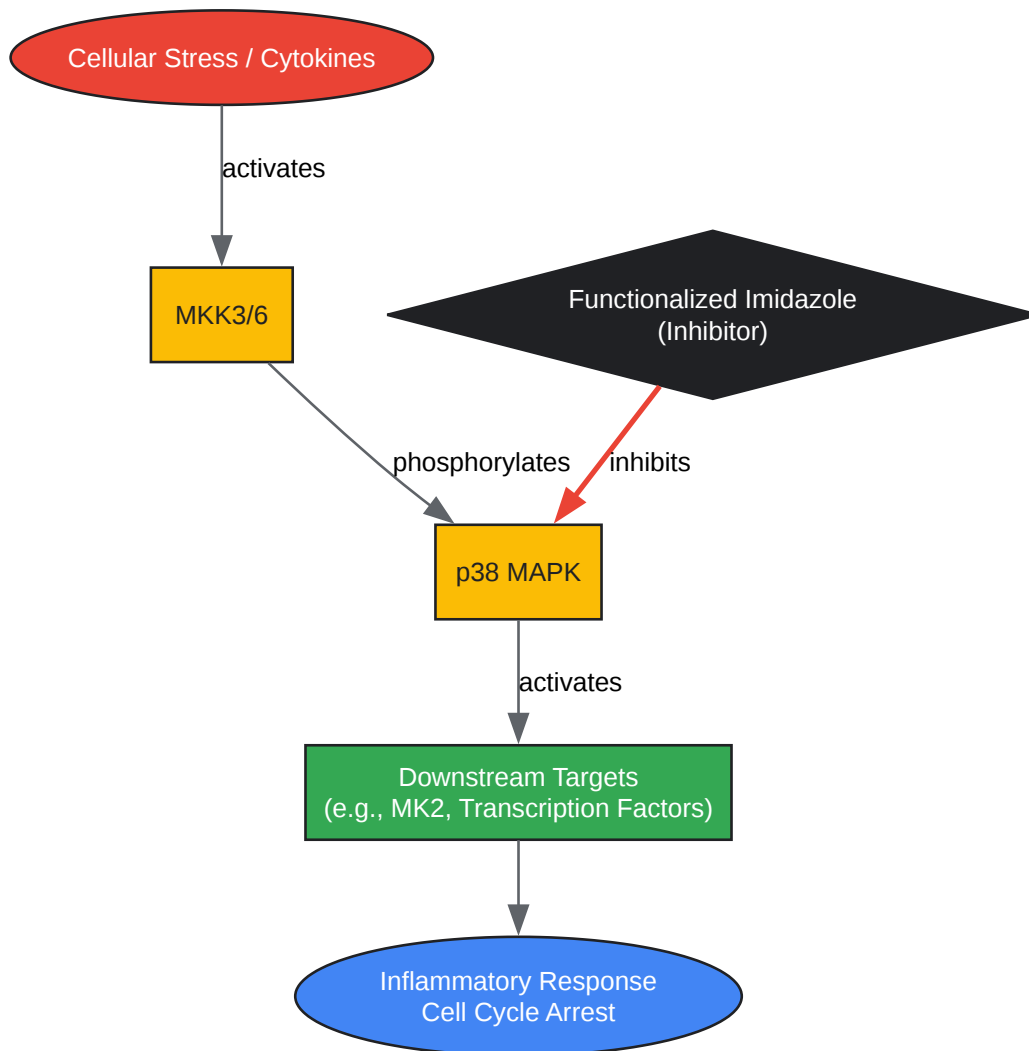 Cellular Stress / Cytokines
activates
MKK3/6
Functionalized Imidazole
(Inhibitor)
phosphorylates
inhibits
p38 MAPK
activates
Downstream Targets
(e.g., MK2, Transcription Factors)
Inflammatory Response
Cell Cycle Arrest